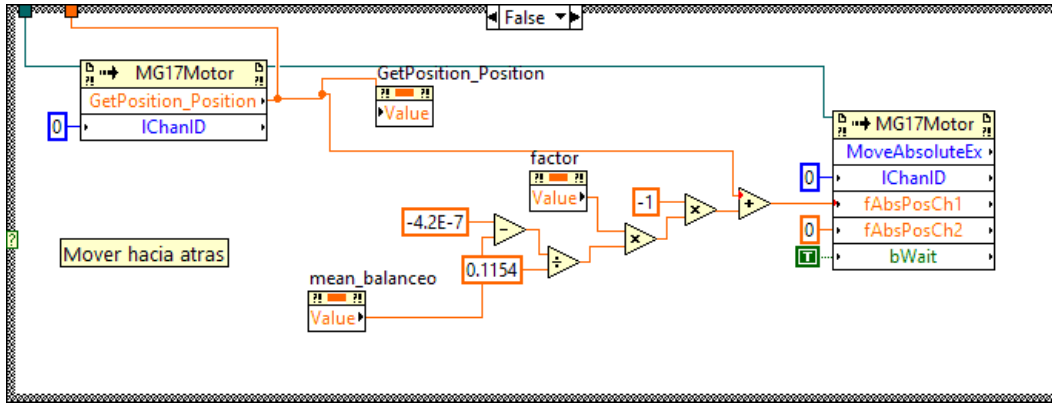 False
MG17Motor
GetPosition_Position
0
lChanID
GetPosition_Position
Value
MG17Motor
MoveAbsoluteEx
0
lChanID
fAbsPosCh1
0
fAbsPosCh2
T
bWait
factor
Value
-1
×
+
-4.2E-7
-
×
?
Mover hacia atras
0.1154
÷
mean_balanceo
Value